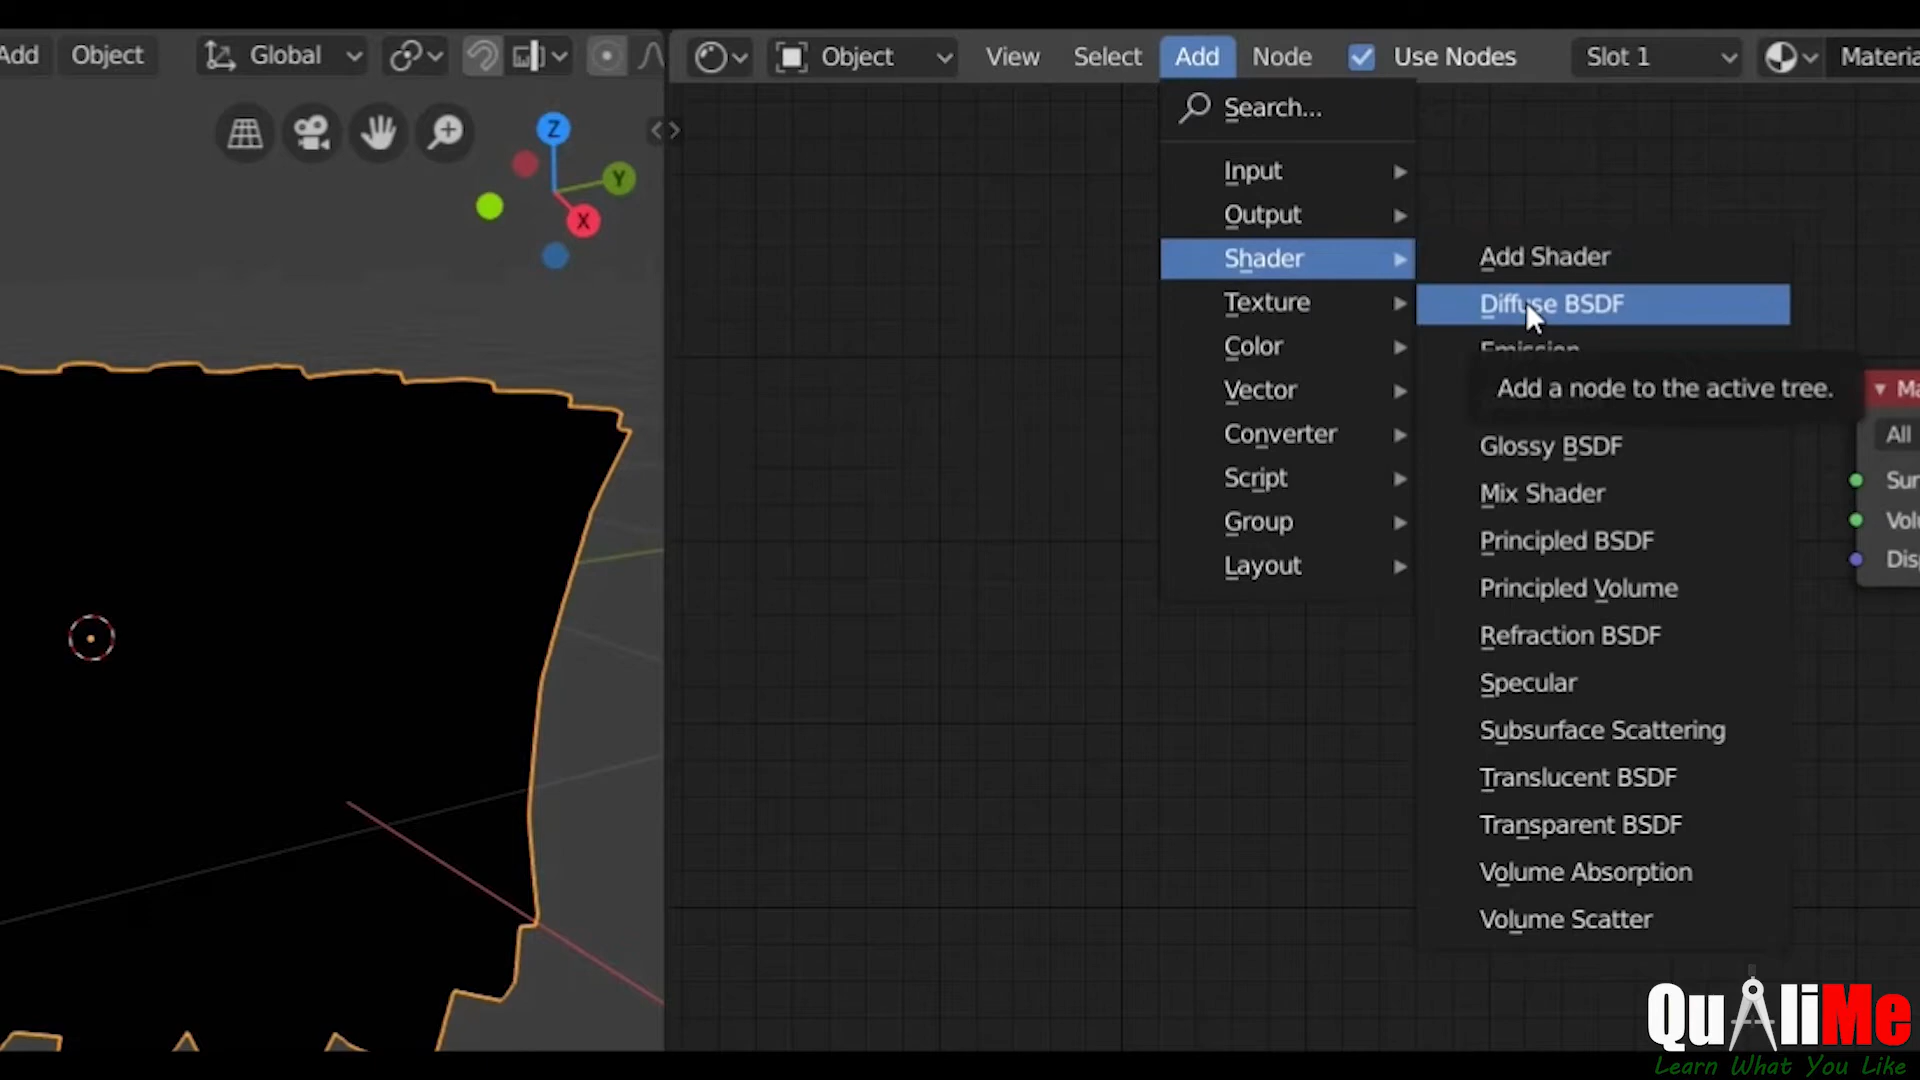 Add Object Global Object View Select Add Node Use Nodes Slot 1
Search...
Z
Y
X
Input
Output
Shader
Texture
Color
Vector
Converter
Script
Group
Layout
Add Shader
Diffuse BSDF
Emission
Add a node to the active tree.
Glossy BSDF
Mix Shader
Principled BSDF
Principled Volume
Refraction BSDF
Specular
Subsurface Scattering
Translucent BSDF
Transparent BSDF
Volume Absorption
Volume Scatter
All
QuAliMe
Learn What You Like